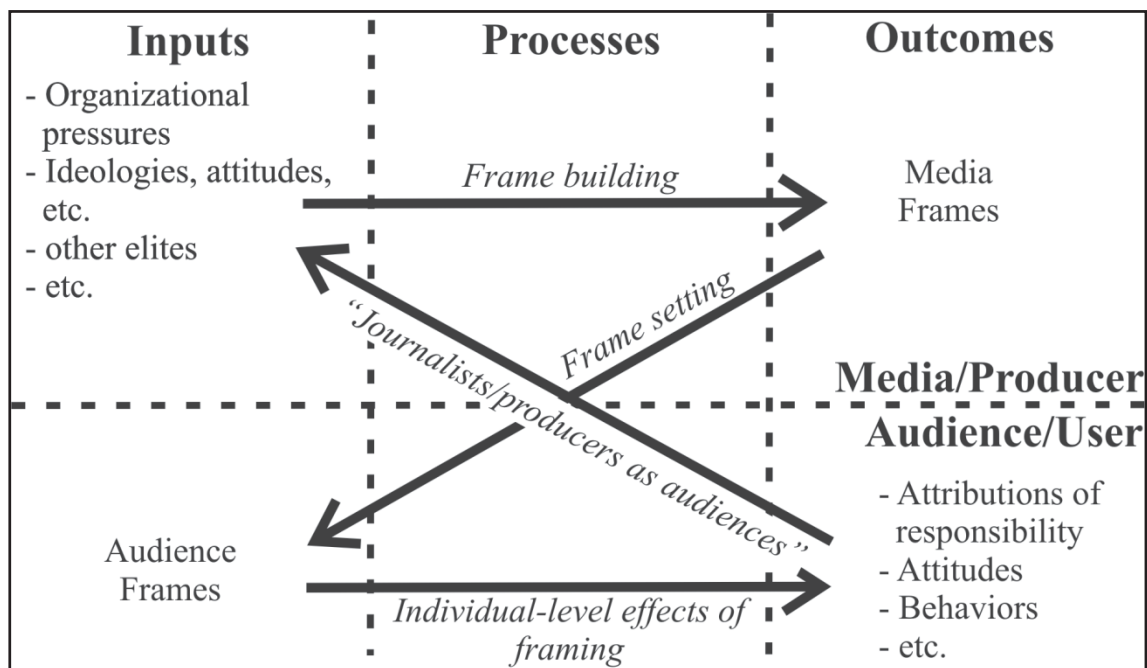 Inputs
Processes
Outcomes
- Organizational
pressures
- Ideologies, attitudes,
etc.
- other elites
- etc.
Frame building
Media
Frames
Frame setting
“Journalists/producers as audiences”
Media/Producer
Audience/User
Audience
Frames
Individual-level effects of
framing
- Attributions of
responsibility
- Attitudes
- Behaviors
- etc.